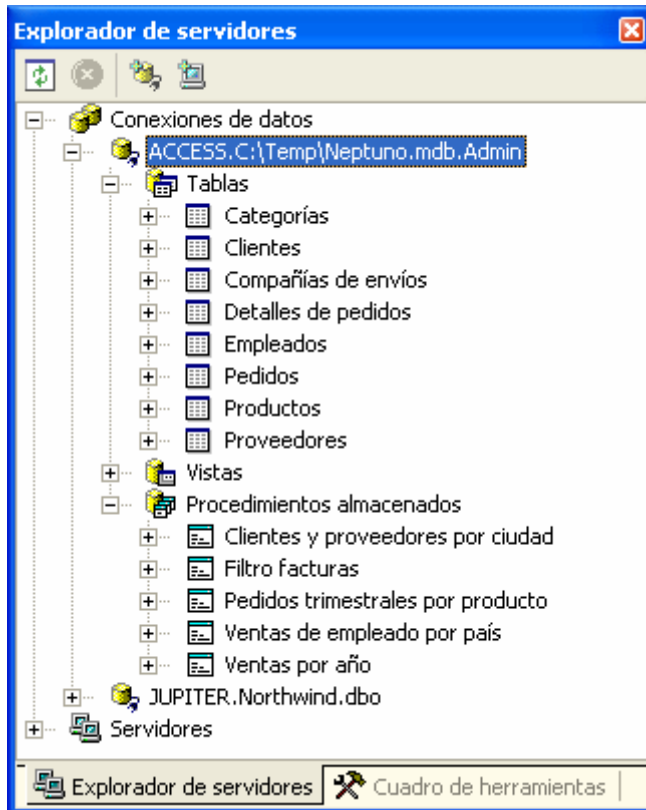 Explorador de servidores
Conexiones de datos
ACCESS.C:\Temp\Neptuno.mdb.Admin
Tablas
Categorías
Clientes
Compañías de envíos
Detalles de pedidos
Empleados
Pedidos
Productos
Proveedores
Vistas
Procedimientos almacenados
Clientes y proveedores por ciudad
Filtro facturas
Pedidos trimestrales por producto
Ventas de empleado por país
Ventas por año
JUPITER.Northwind.dbo
Servidores
Explorador de servidores Cuadro de herramientas